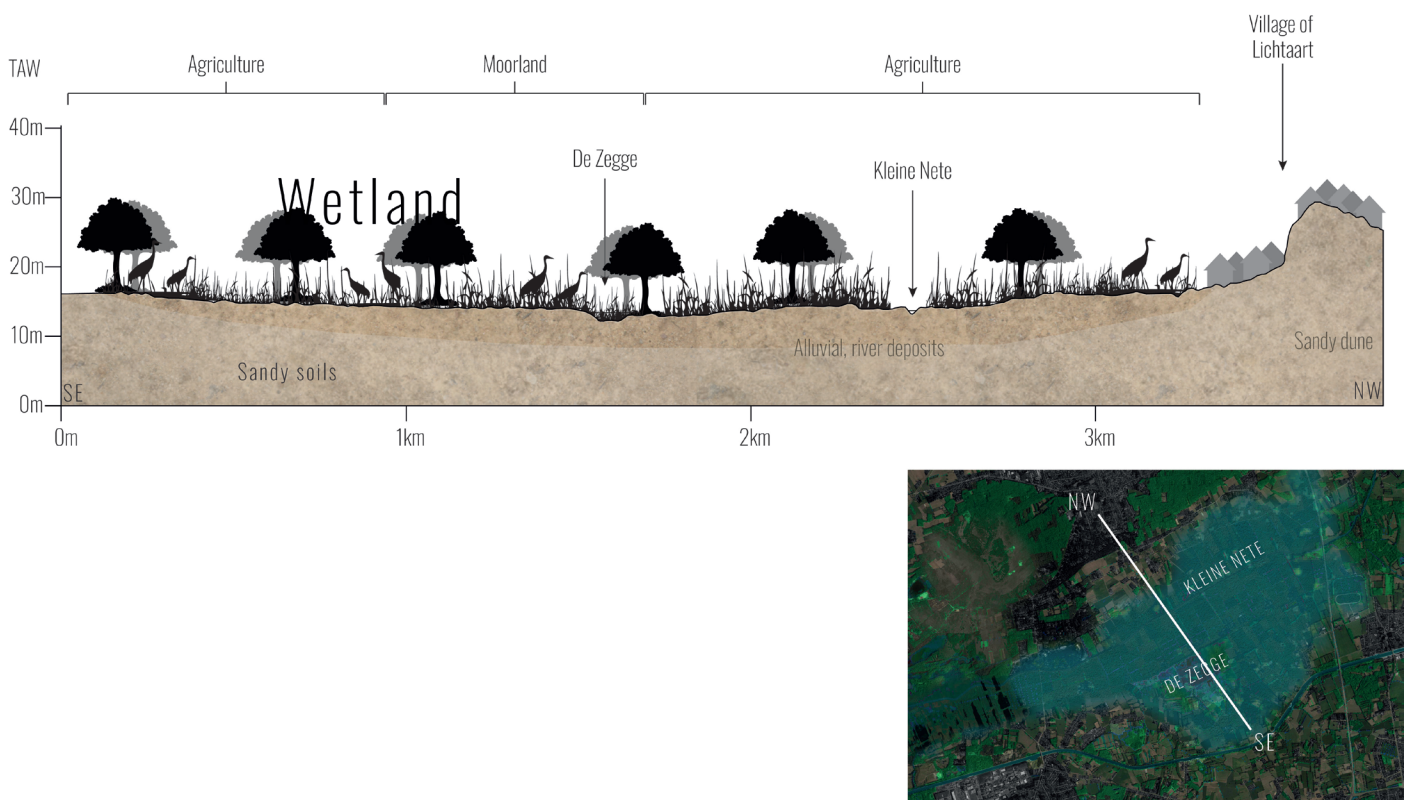 Village of
Lichtaart
TAW
Agriculture
Moorland
Agriculture
40m
De Zegge
Kleine Nete
30m
Wetland
20m
10m
Alluvial, river deposits
Sandy dune
Sandy soils
SE
NW
0m
0m
1km
2km
3km
NW
KLEINE NETE
DE ZEGGE
SE